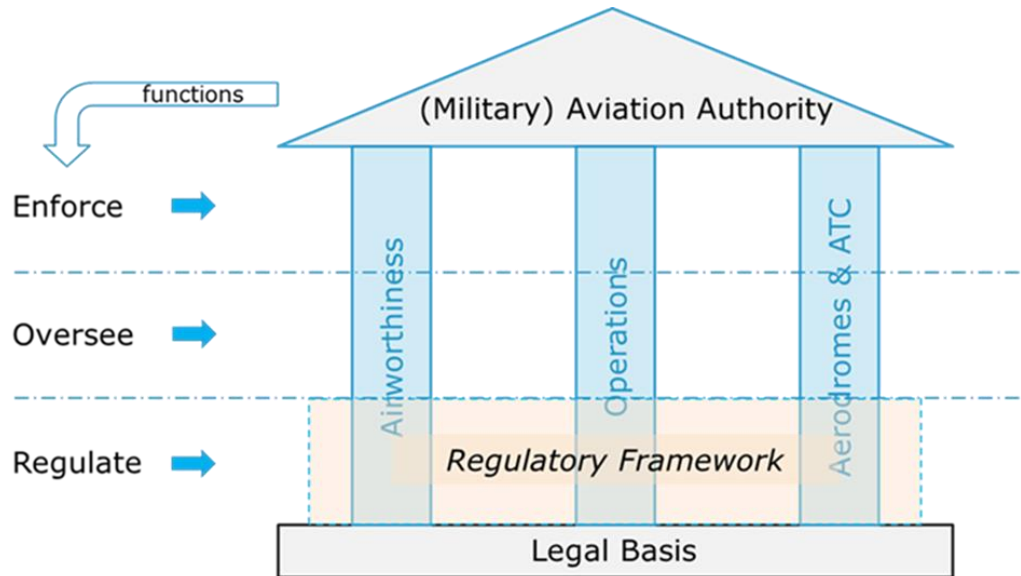 functions
(Military) Aviation Authority
Enforce
Oversee
Regulate
Airworthiness
Operations
Aerodromes & ATC
Regulatory Framework
Legal Basis